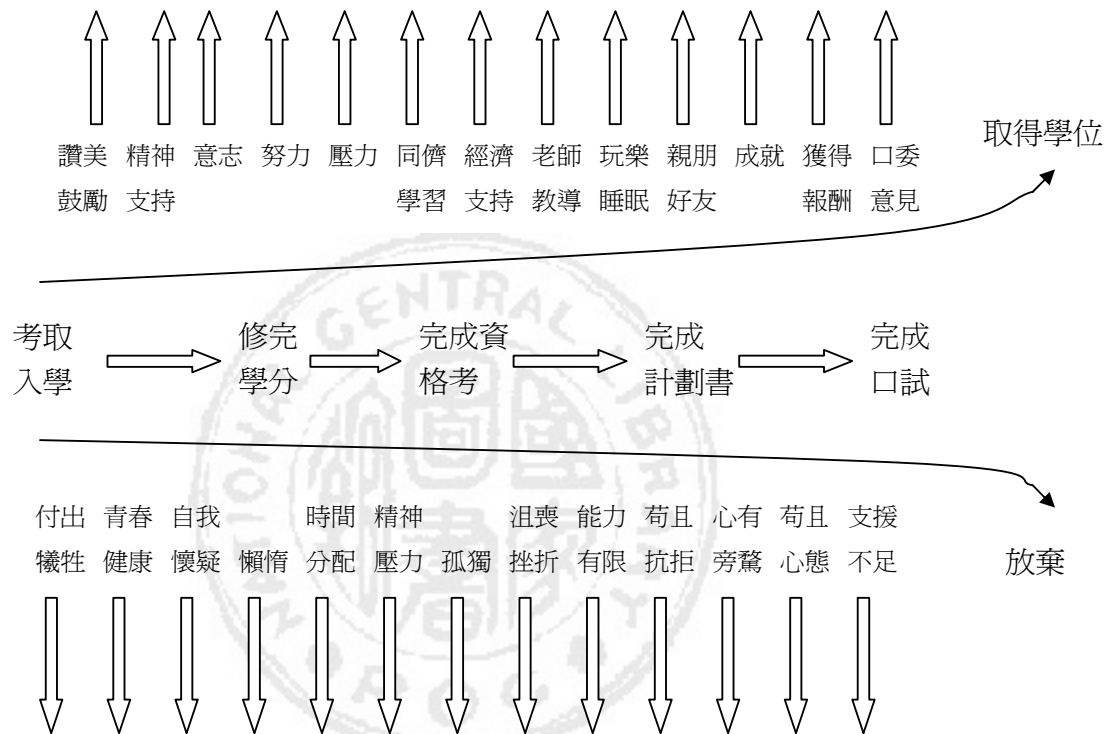 取得學位
讚美 精神 意志 努力 壓力 同儕 經濟 老師 玩樂 親朋 成就 獲得 口委
鼓勵 支持 學習 支持 教導 睡眠 好友 報酬 意見
考取 修完 完成資 完成 完成
入學 學分 格考 計劃書 口試
付出 青春 自我 時間 精神 沮喪 能力 苟且 心有 苟且 支援
犧牲 健康 懷疑 懶惰 分配 壓力 孤獨 挫折 有限 抗拒 旁騖 心態 不足
放棄
NATIONAL CENTRAL LIBRARY